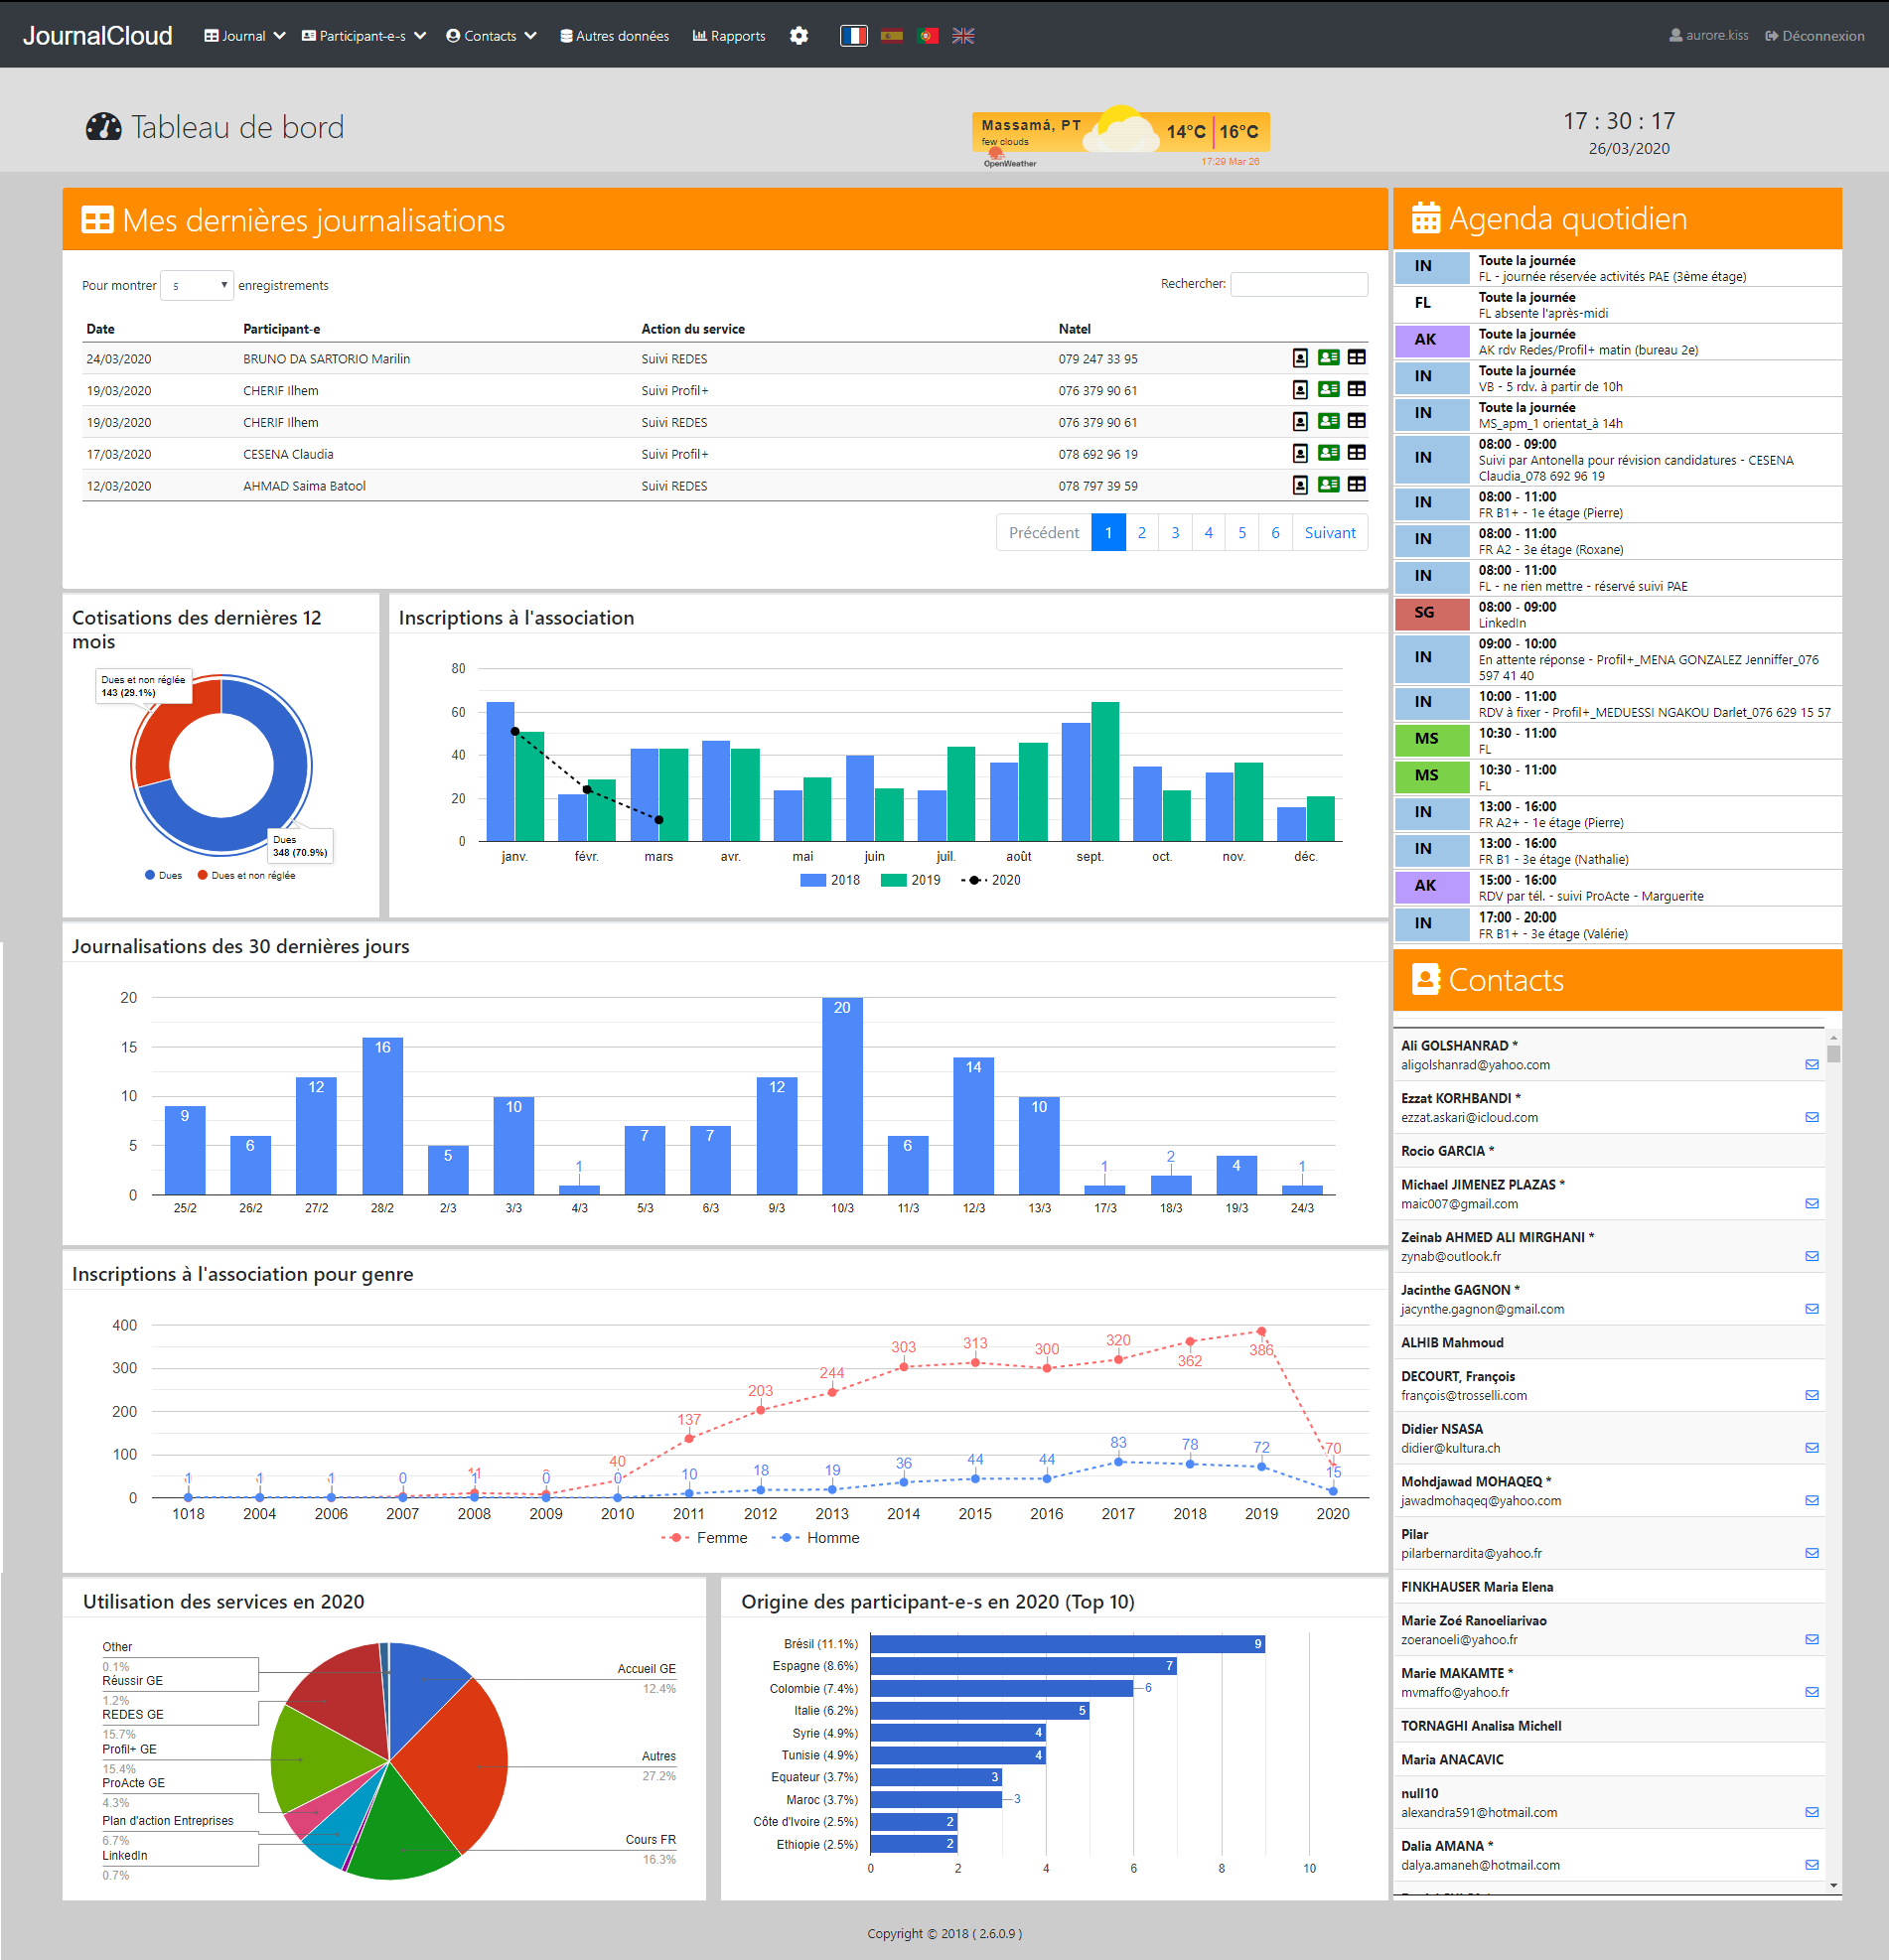 JournalCloud Journal Participant-e-s Contacts Autres données Rapports aurore.kiss Déconnexion
Tableau de bord
Massamá, PT
few clouds
14°C 16°C
OpenWeather
17:29 Mar 26
17 : 30 : 17
26/03/2020
Mes dernières journalisations
Pour montrer 5 enregistrements
Rechercher:
Date Participant-e Action du service Natel
24/03/2020 BRUNO DA SARTORIO Marilin Suivi REDES 079 247 33 95
19/03/2020 CHERIF Ilhem Suivi Profil+ 076 379 90 61
19/03/2020 CHERIF Ilhem Suivi REDES 076 379 90 61
17/03/2020 CESENA Claudia Suivi Profil+ 078 692 96 19
12/03/2020 AHMAD Saima Batool Suivi REDES 078 797 39 59
Précédent 1 2 3 4 5 6 Suivant
Cotisations des dernières 12
mois
Dues et non réglée
143 (29.1%)
Dues
348 (70.9%)
Dues Dues et non réglée
Inscriptions à l'association
80
60
40
20
0
janv. févr. mars avr. mai juin juil. août sept. oct. nov. déc.
2018 2019 2020
Journalisations des 30 dernières jours
20
15
10
5
0
9 6 12 16 5 10 1 7 7 12 20 6 14 10 1 2 4 1
25/2 26/2 27/2 28/2 2/3 3/3 4/3 5/3 6/3 9/3 10/3 11/3 12/3 13/3 17/3 18/3 19/3 24/3
Inscriptions à l'association pour genre
400
300
200
100
0
11 40 137 203 244 303 313 300 320 362 386 70
1 1 1 0 1 0 0 10 18 19 36 44 44 83 78 72 15
1018 2004 2006 2007 2008 2009 2010 2011 2012 2013 2014 2015 2016 2017 2018 2019 2020
Femme Homme
Utilisation des services en 2020
Other
0.1%
Réussir GE
1.2%
REDES GE
15.7%
Profil+ GE
15.4%
ProActe GE
4.3%
Plan d'action Entreprises
6.7%
LinkedIn
0.7%
Accueil GE
12.4%
Autres
27.2%
Cours FR
16.3%
Origine des participant-e-s en 2020 (Top 10)
Brésil (11.1%) 9
Espagne (8.6%) 7
Colombie (7.4%) 6
Italie (6.2%) 5
Syrie (4.9%) 4
Tunisie (4.9%) 4
Equateur (3.7%) 3
Maroc (3.7%) 3
Côte d'Ivoire (2.5%) 2
Ethiopie (2.5%) 2
0 2 4 6 8 10
Agenda quotidien
IN Toute la journée
FL - journée réservée activités PAE (3ème étage)
FL Toute la journée
FL absente l'après-midi
AK Toute la journée
AK rdv Redes/Profil+ matin (bureau 2e)
IN Toute la journée
VB - 5 rdv. à partir de 10h
IN Toute la journée
MS_apm_1 orientat_à 14h
IN 08:00 - 09:00
Suivi par Antonella pour révision candidatures - CESENA
Claudia_078 692 96 19
IN 08:00 - 11:00
FR B1+ - 1e étage (Pierre)
IN 08:00 - 11:00
FR A2 - 3e étage (Roxane)
IN 08:00 - 11:00
FL - ne rien mettre - réservé suivi PAE
SG 08:00 - 09:00
LinkedIn
IN 09:00 - 10:00
En attente réponse - Profil+_MENA GONZALEZ Jenniffer_076
597 41 40
IN 10:00 - 11:00
RDV à fixer - Profil+_MEDUESSI NGAKOU Darlet_076 629 15 57
MS 10:30 - 11:00
FL
MS 10:30 - 11:00
FL
IN 13:00 - 16:00
FR A2+ - 1e étage (Pierre)
IN 13:00 - 16:00
FR B1 - 3e étage (Nathalie)
AK 15:00 - 16:00
RDV par tél. - suivi ProActe - Marguerite
IN 17:00 - 20:00
FR B1+ - 3e étage (Valérie)
Contacts
Ali GOLSHANRAD *
aligolshanrad@yahoo.com
Ezzat KORHBANDI *
ezzat.askari@icloud.com
Rocio GARCIA *
Michael JIMENEZ PLAZAS *
maic007@gmail.com
Zeinab AHMED ALI MIRGHANI *
zynab@outlook.fr
Jacinthe GAGNON *
jacynthe.gagnon@gmail.com
ALHIB Mahmoud
DECOURT, François
françois@trosselli.com
Didier NSASA
didier@kultura.ch
Mohdjawad MOHAQEQ *
jawadmohaqeq@yahoo.com
Pilar
pilarbernardita@yahoo.fr
FINKHAUSER Maria Elena
Marie Zoé Ranoeliarivao
zoeranoeli@yahoo.fr
Marie MAKAMTE *
mvmaffo@yahoo.fr
TORNAGHI Analisa Michell
Maria ANACAVIC
null10
alexandra591@hotmail.com
Dalia AMANA *
dalya.amaneh@hotmail.com
Copyright © 2018 ( 2.6.0.9 )